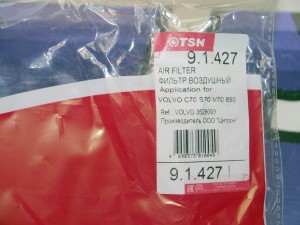 TSN
9.1.427
AIR FILTER
ФИЛЬТР ВОЗДУШНЫЙ
Application for:
VOLVO C70 S70 V70 850
Ref.: VOLVO 3528093
Производитель ООО "Цитрон"
9.1.427